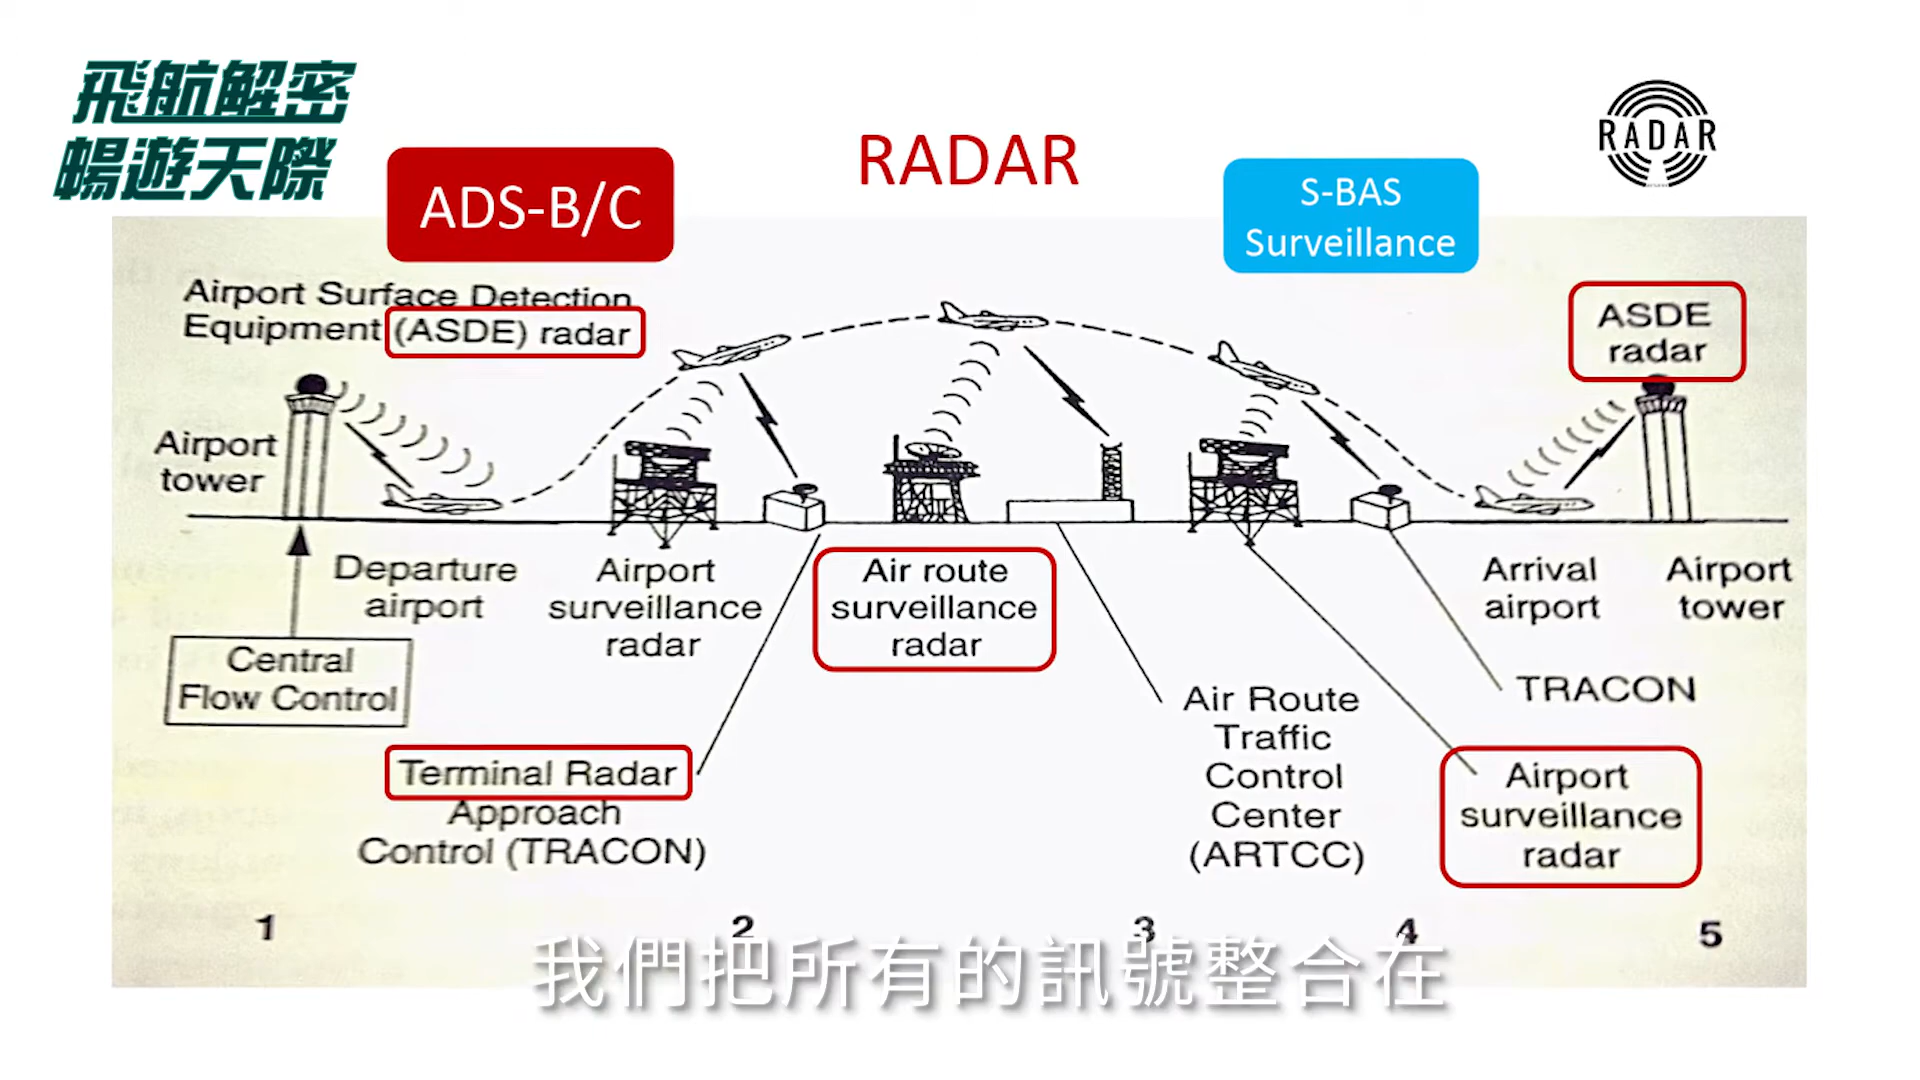 飛航解密
暢遊天際
ADS-B/C
RADAR
S-BAS
Surveillance
RADAR
Airport Surface Detection
Equipment (ASDE) radar
ASDE
radar
Airport
tower
Departure
airport
Airport
surveillance
radar
Air route
surveillance
radar
Arrival
airport
Airport
tower
Central
Flow Control
TRACON
Air Route
Traffic
Control
Center
(ARTCC)
Terminal Radar
Approach
Control (TRACON)
Airport
surveillance
radar
1
2
3
4
5
我們把所有的訊號整合在